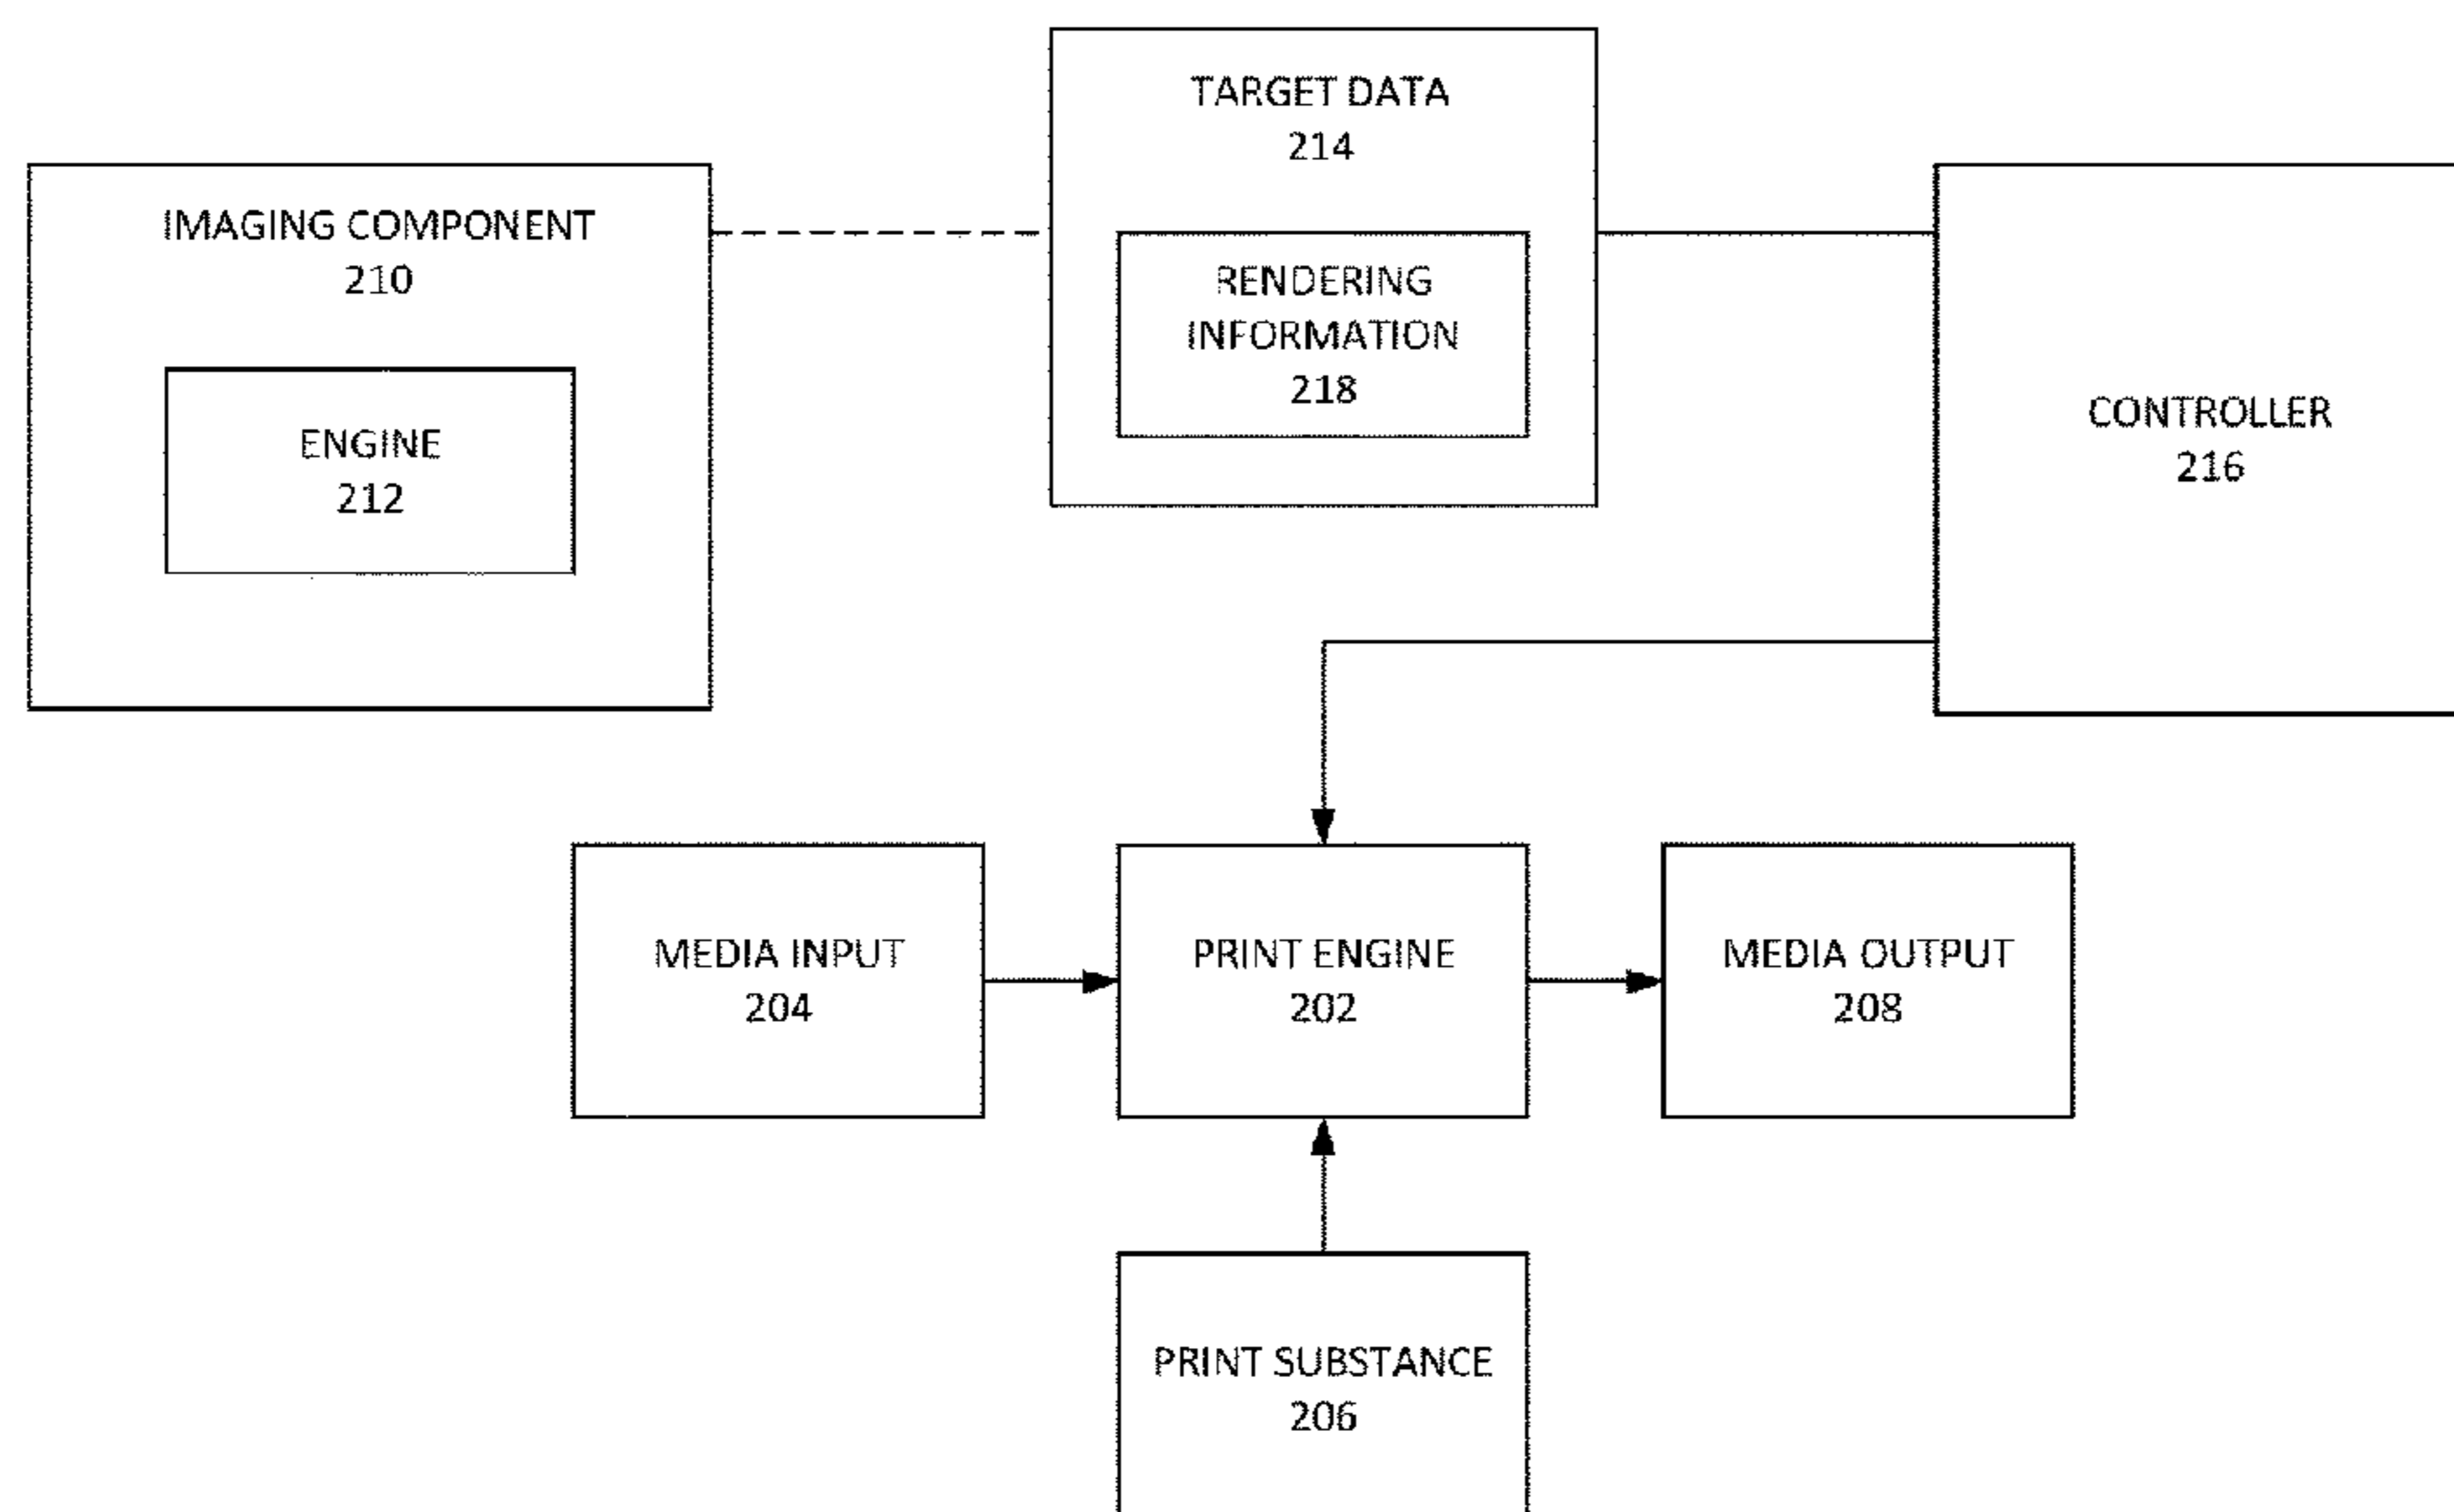 TARGET DATA
214
IMAGING COMPONENT
210
RENDERING
INFORMATION
218
ENGINE
212
CONTROLLER
216
MEDIA INPUT
204
PRINT ENGINE
202
MEDIA OUTPUT
208
PRINT SUBSTANCE
206